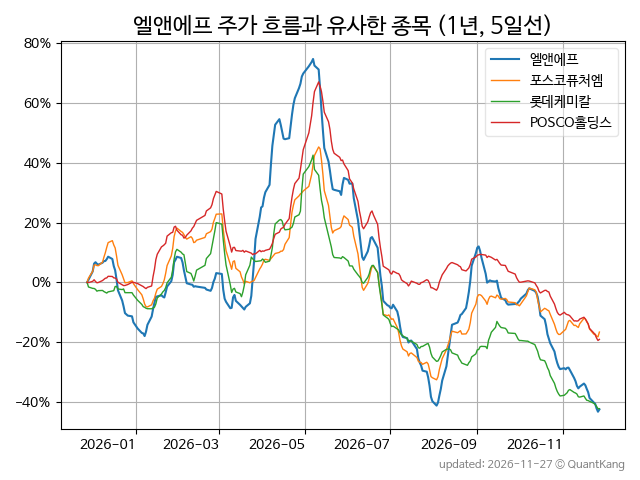 엘앤에프 주가 흐름과 유사한 종목 (1년, 5일선)
80%
60%
40%
20%
0%
−20%
−40%
엘앤에프
포스코퓨처엠
롯데케미칼
POSCO홀딩스
2026-01
2026-03
2026-05
2026-07
2026-09
2026-11
updated: 2026-11-27 © QuantKang